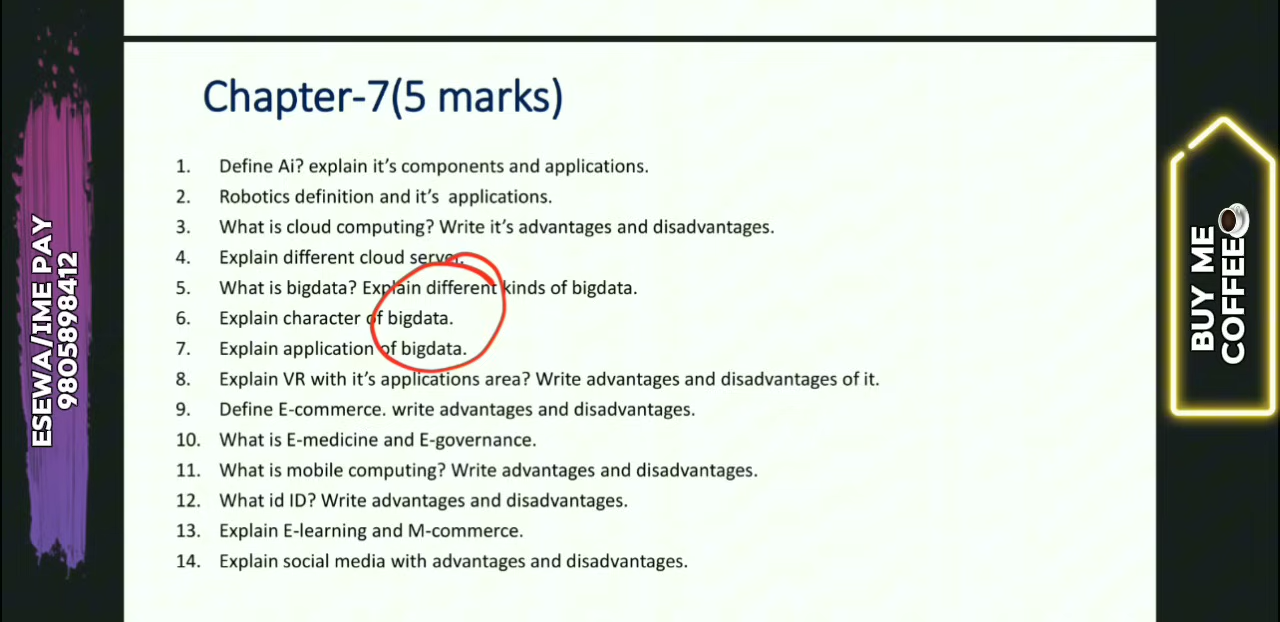 Chapter-7(5 marks)
1. Define Ai? explain it's components and applications.
2. Robotics definition and it's applications.
3. What is cloud computing? Write it's advantages and disadvantages.
4. Explain different cloud server.
5. What is bigdata? Explain different kinds of bigdata.
6. Explain character of bigdata.
7. Explain application of bigdata.
8. Explain VR with it's applications area? Write advantages and disadvantages of it.
9. Define E-commerce. write advantages and disadvantages.
10. What is E-medicine and E-governance.
11. What is mobile computing? Write advantages and disadvantages.
12. What id ID? Write advantages and disadvantages.
13. Explain E-learning and M-commerce.
14. Explain social media with advantages and disadvantages.
ESEWA/IME PAY
9805898412
BUY ME
COFFEE